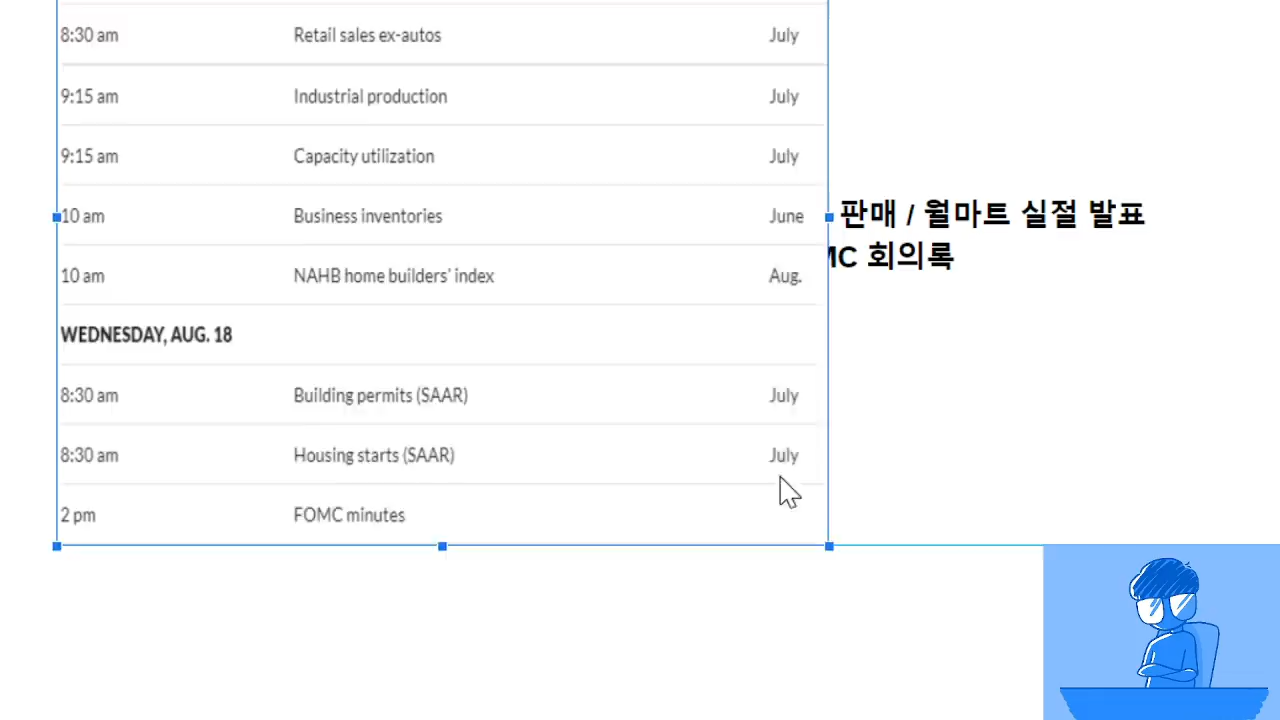 8:30 am Retail sales ex-autos July
9:15 am Industrial production July
9:15 am Capacity utilization July
10 am Business inventories June
10 am NAHB home builders' index Aug.
WEDNESDAY, AUG. 18
8:30 am Building permits (SAAR) July
8:30 am Housing starts (SAAR) July
2 pm FOMC minutes
판매 / 월마트 실절 발표
MC 회의록